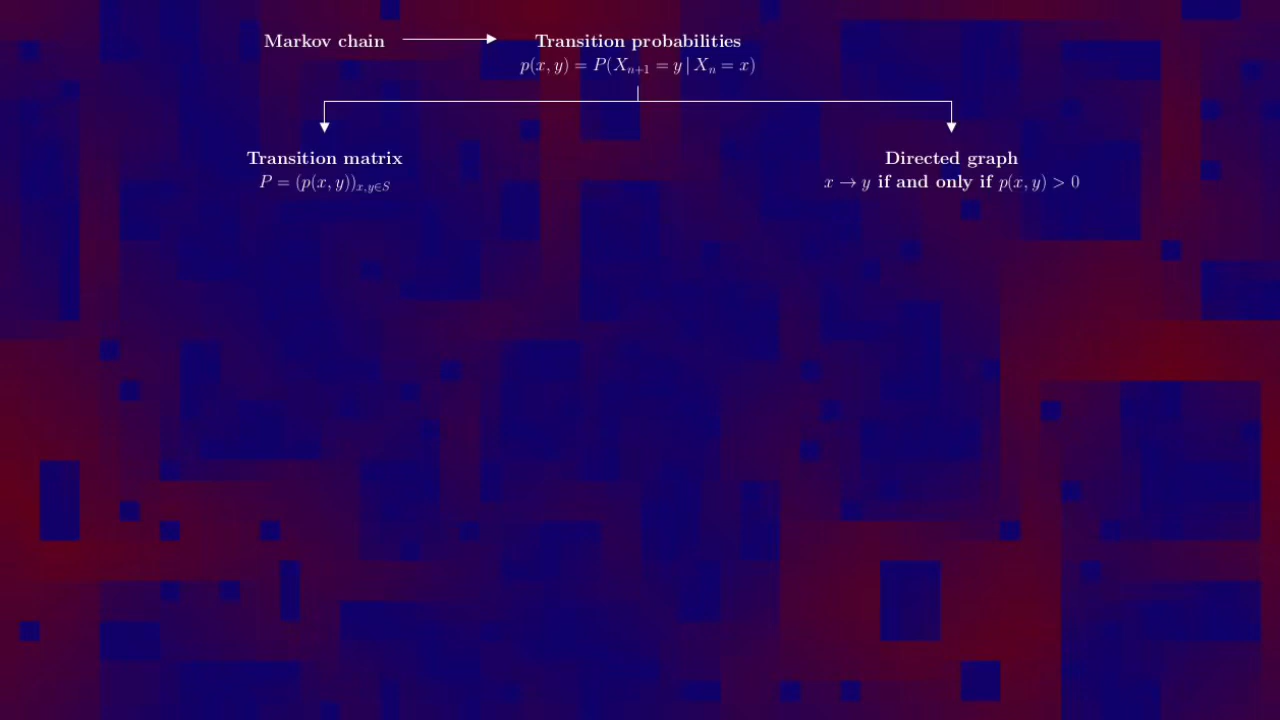 Markov chain
Transition probabilities
p(x, y) = P(Xₙ₊₁ = y | Xₙ = x)
Transition matrix
P = (p(x, y))ₓ,ᵧ∈S
Directed graph
x → y if and only if p(x, y) > 0